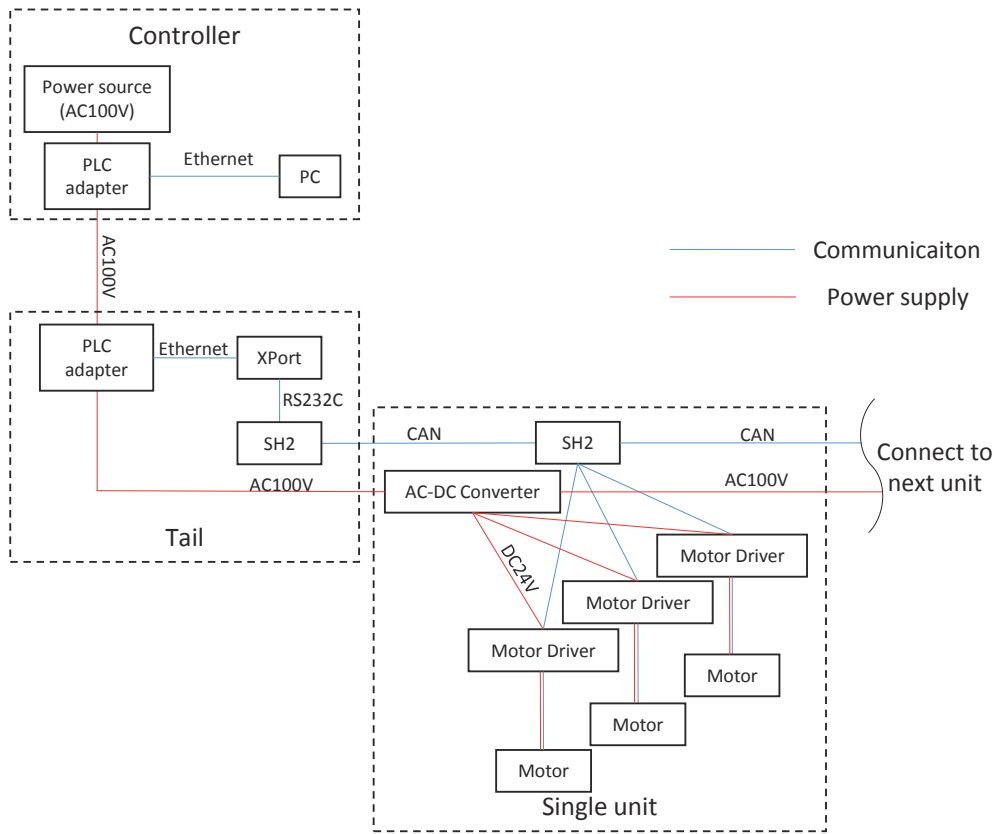 Controller
Power source
(AC100V)
PLC
adapter
Ethernet
PC
AC100V
Communicaiton
Power supply
PLC
adapter
Ethernet
XPort
RS232C
SH2
AC100V
Tail
CAN
SH2
CAN
AC-DC Converter
AC100V
Connect to
next unit
DC24V
Motor Driver
Motor Driver
Motor Driver
Motor
Motor
Motor
Single unit